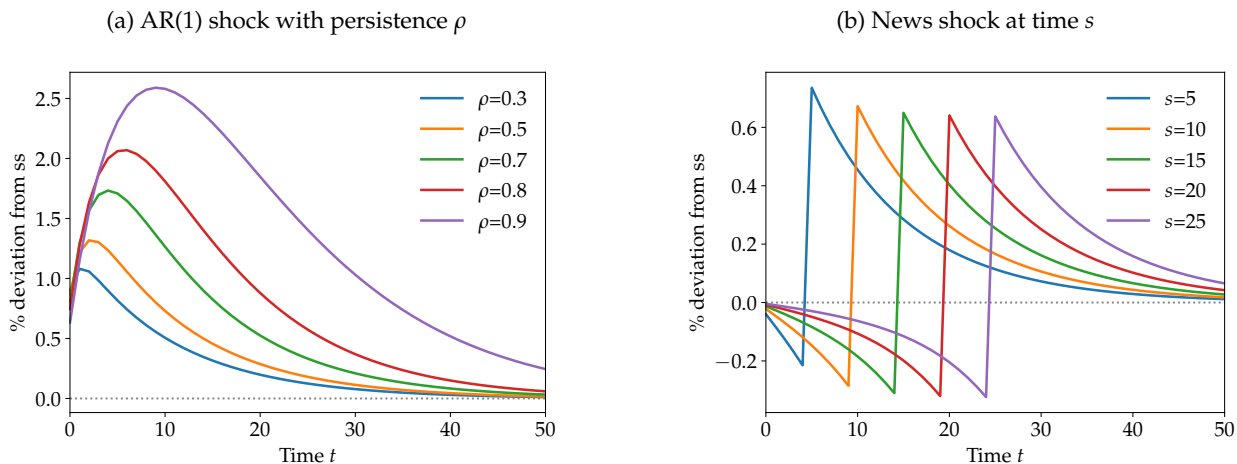 (a) AR(1) shock with persistence ρ
% deviation from ss
2.5
2.0
1.5
1.0
0.5
0.0
0
10
20
30
40
50
Time t
ρ=0.3
ρ=0.5
ρ=0.7
ρ=0.8
ρ=0.9
(b) News shock at time s
% deviation from ss
0.6
0.4
0.2
0.0
−0.2
0
10
20
30
40
50
Time t
s=5
s=10
s=15
s=20
s=25